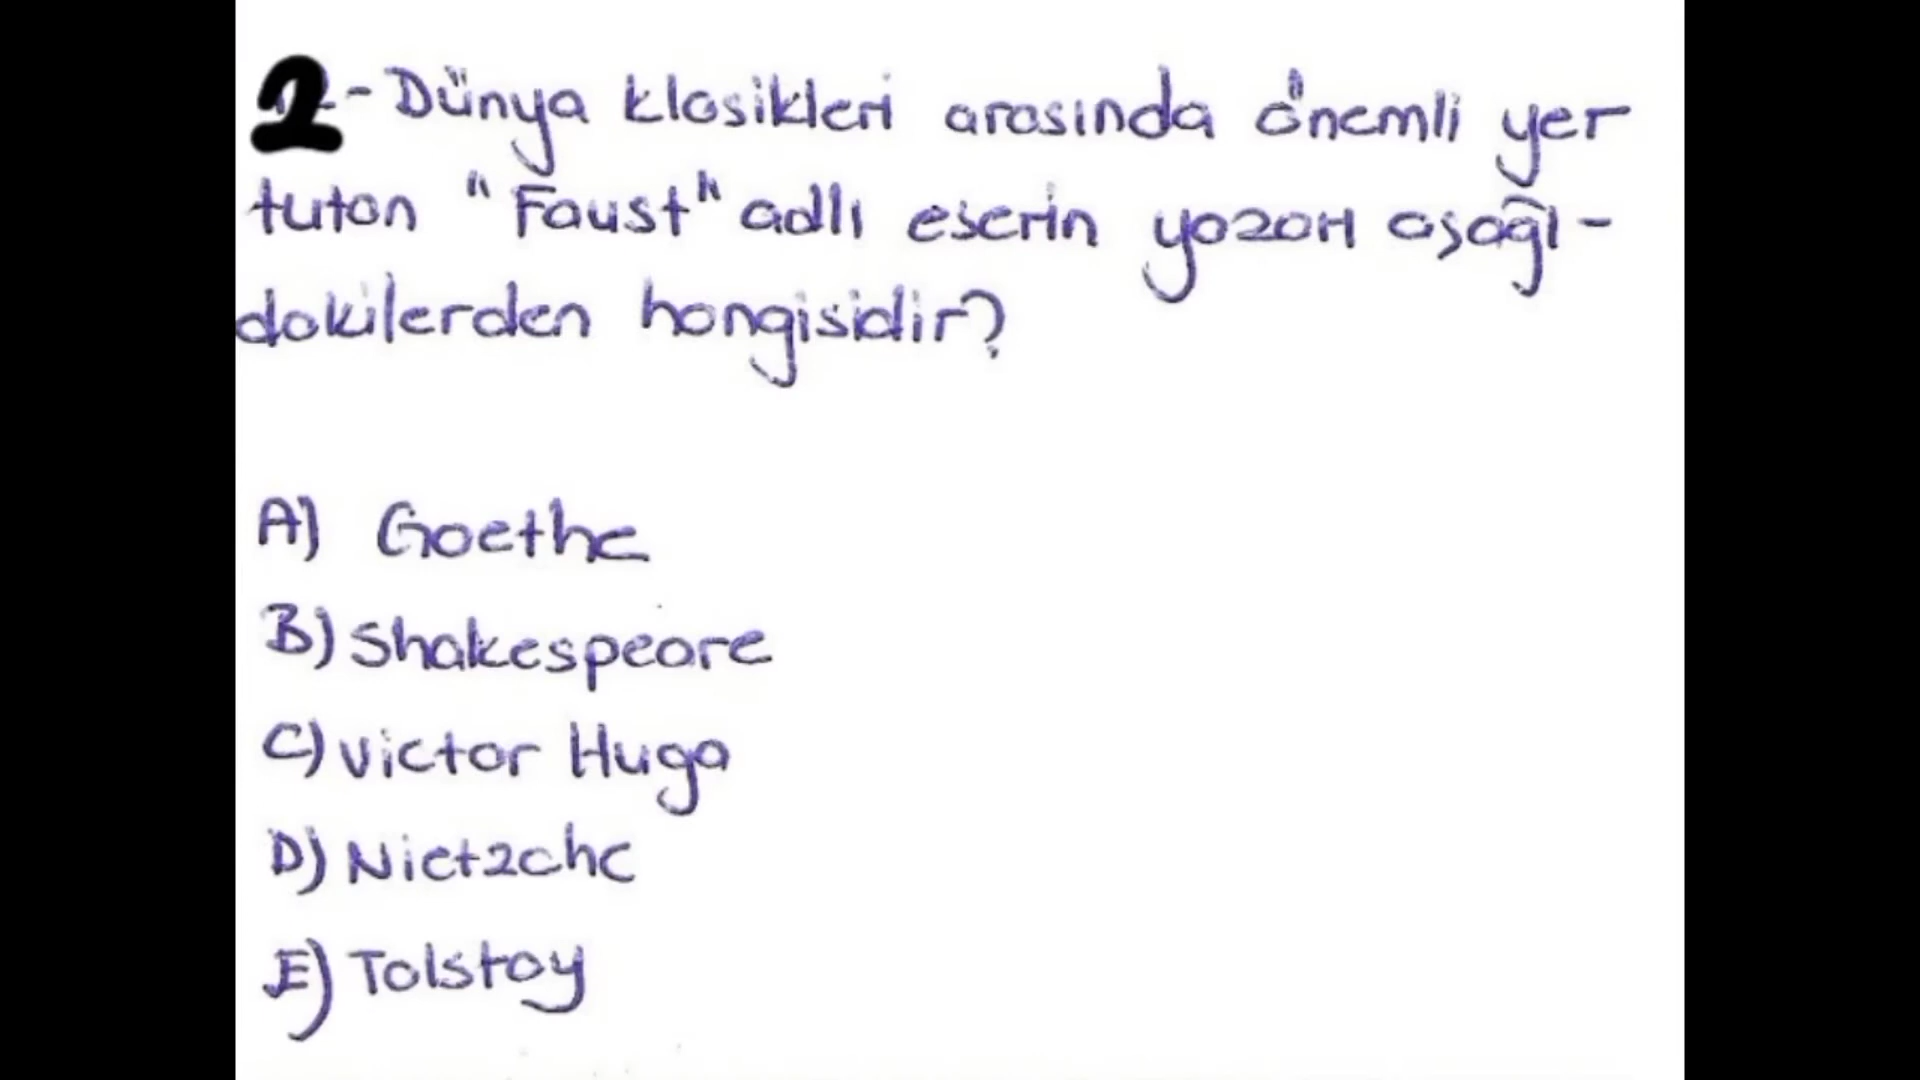 2-Dünya klasikleri arasında önemli yer
tutan "Faust" adlı eserin yazarı aşağı-
dakilerden hangisidir?
A) Goethe
B) Shakespeare
C) Victor Hugo
D) Nietzche
E) Tolstoy